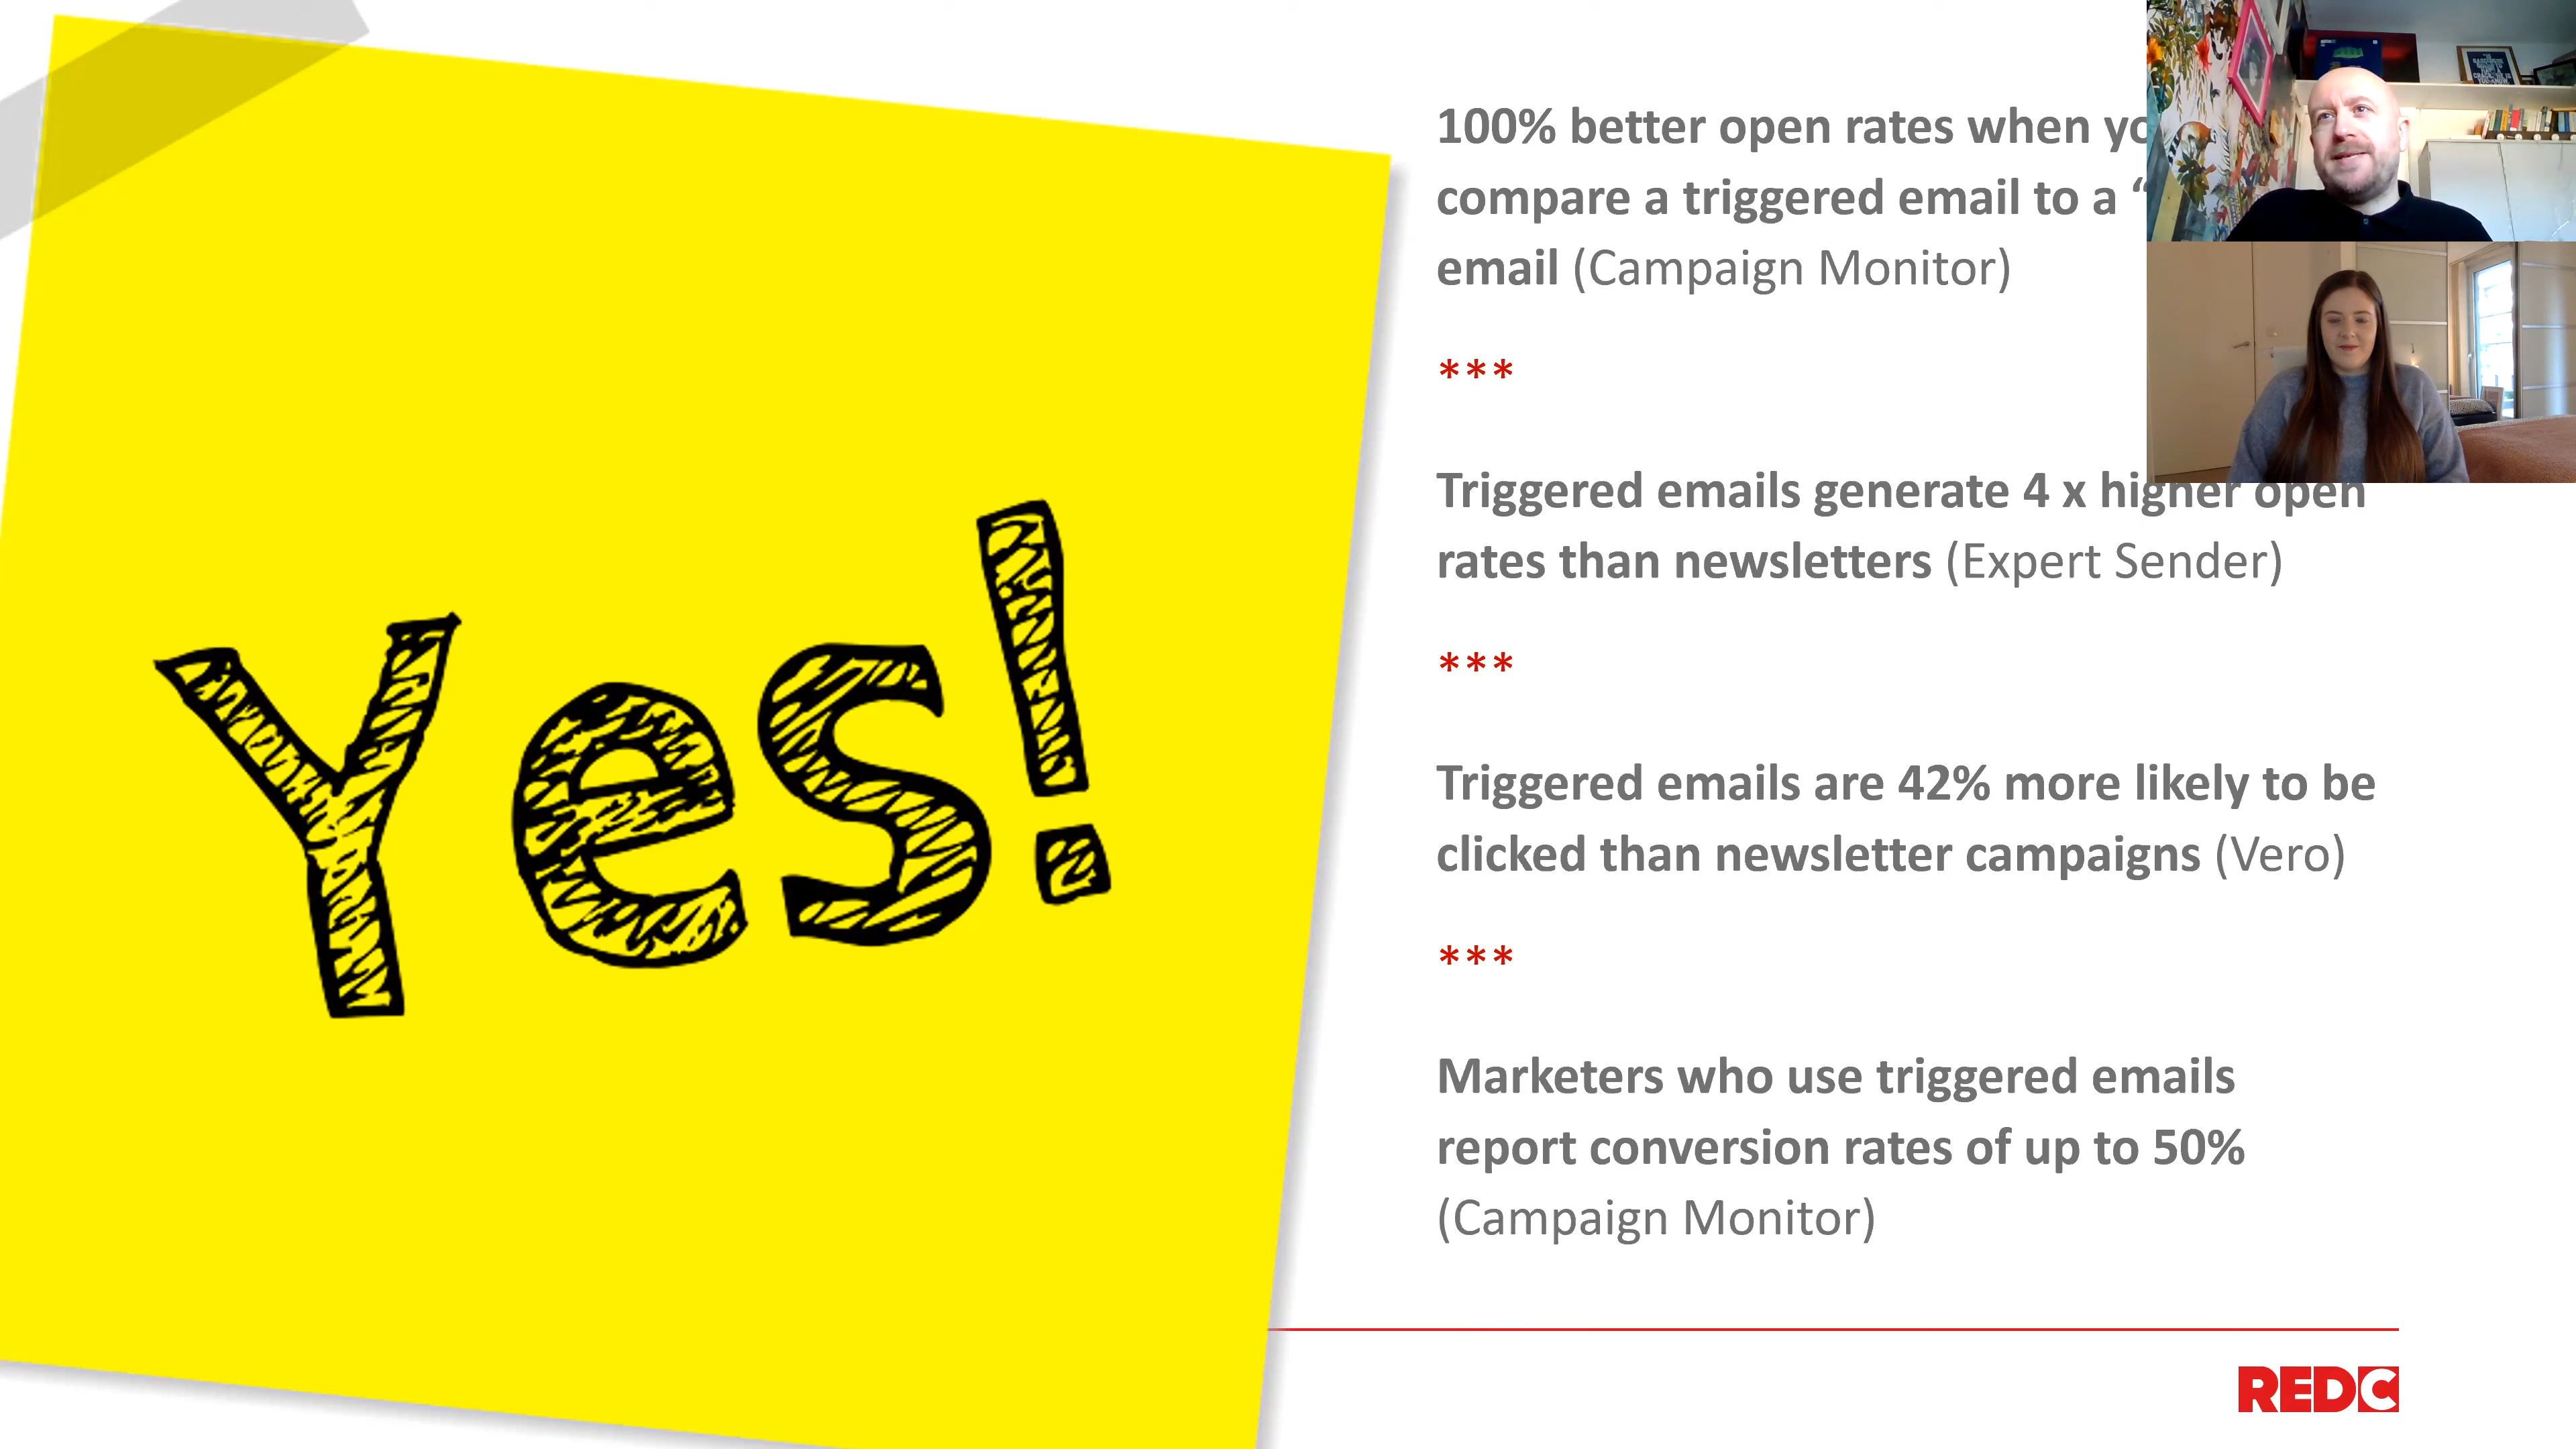 Yes!
100% better open rates when
compare a triggered email to a “
email (Campaign Monitor)
***
Triggered emails generate 4 x higher open
rates than newsletters (Expert Sender)
***
Triggered emails are 42% more likely to be
clicked than newsletter campaigns (Vero)
***
Marketers who use triggered emails
report conversion rates of up to 50%
(Campaign Monitor)
REDC